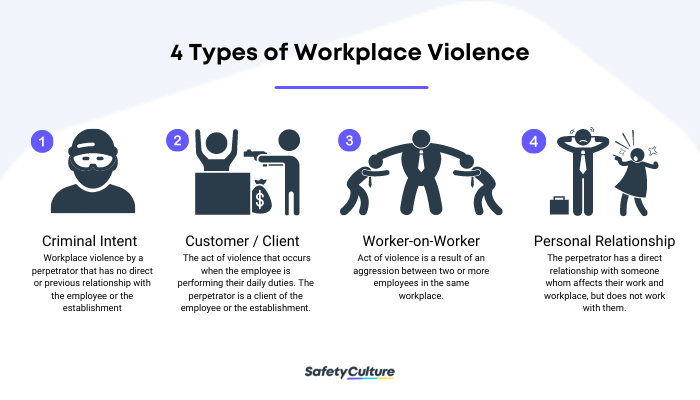 4 Types of Workplace Violence
1
2
3
4
$
Criminal Intent
Workplace violence by a
perpetrator that has no direct
or previous relationship with
the employee or the
establishment
Customer / Client
The act of violence that occurs
when the employee is
performing their daily duties. The
perpetrator is a client of the
employee or the establishment.
Worker-on-Worker
Act of violence is a result of an
aggression between two or more
employees in the same
workplace.
Personal Relationship
The perpetrator has a direct
relationship with someone
whom affects their work and
workplace, but does not work
with them.
SafetyCulture